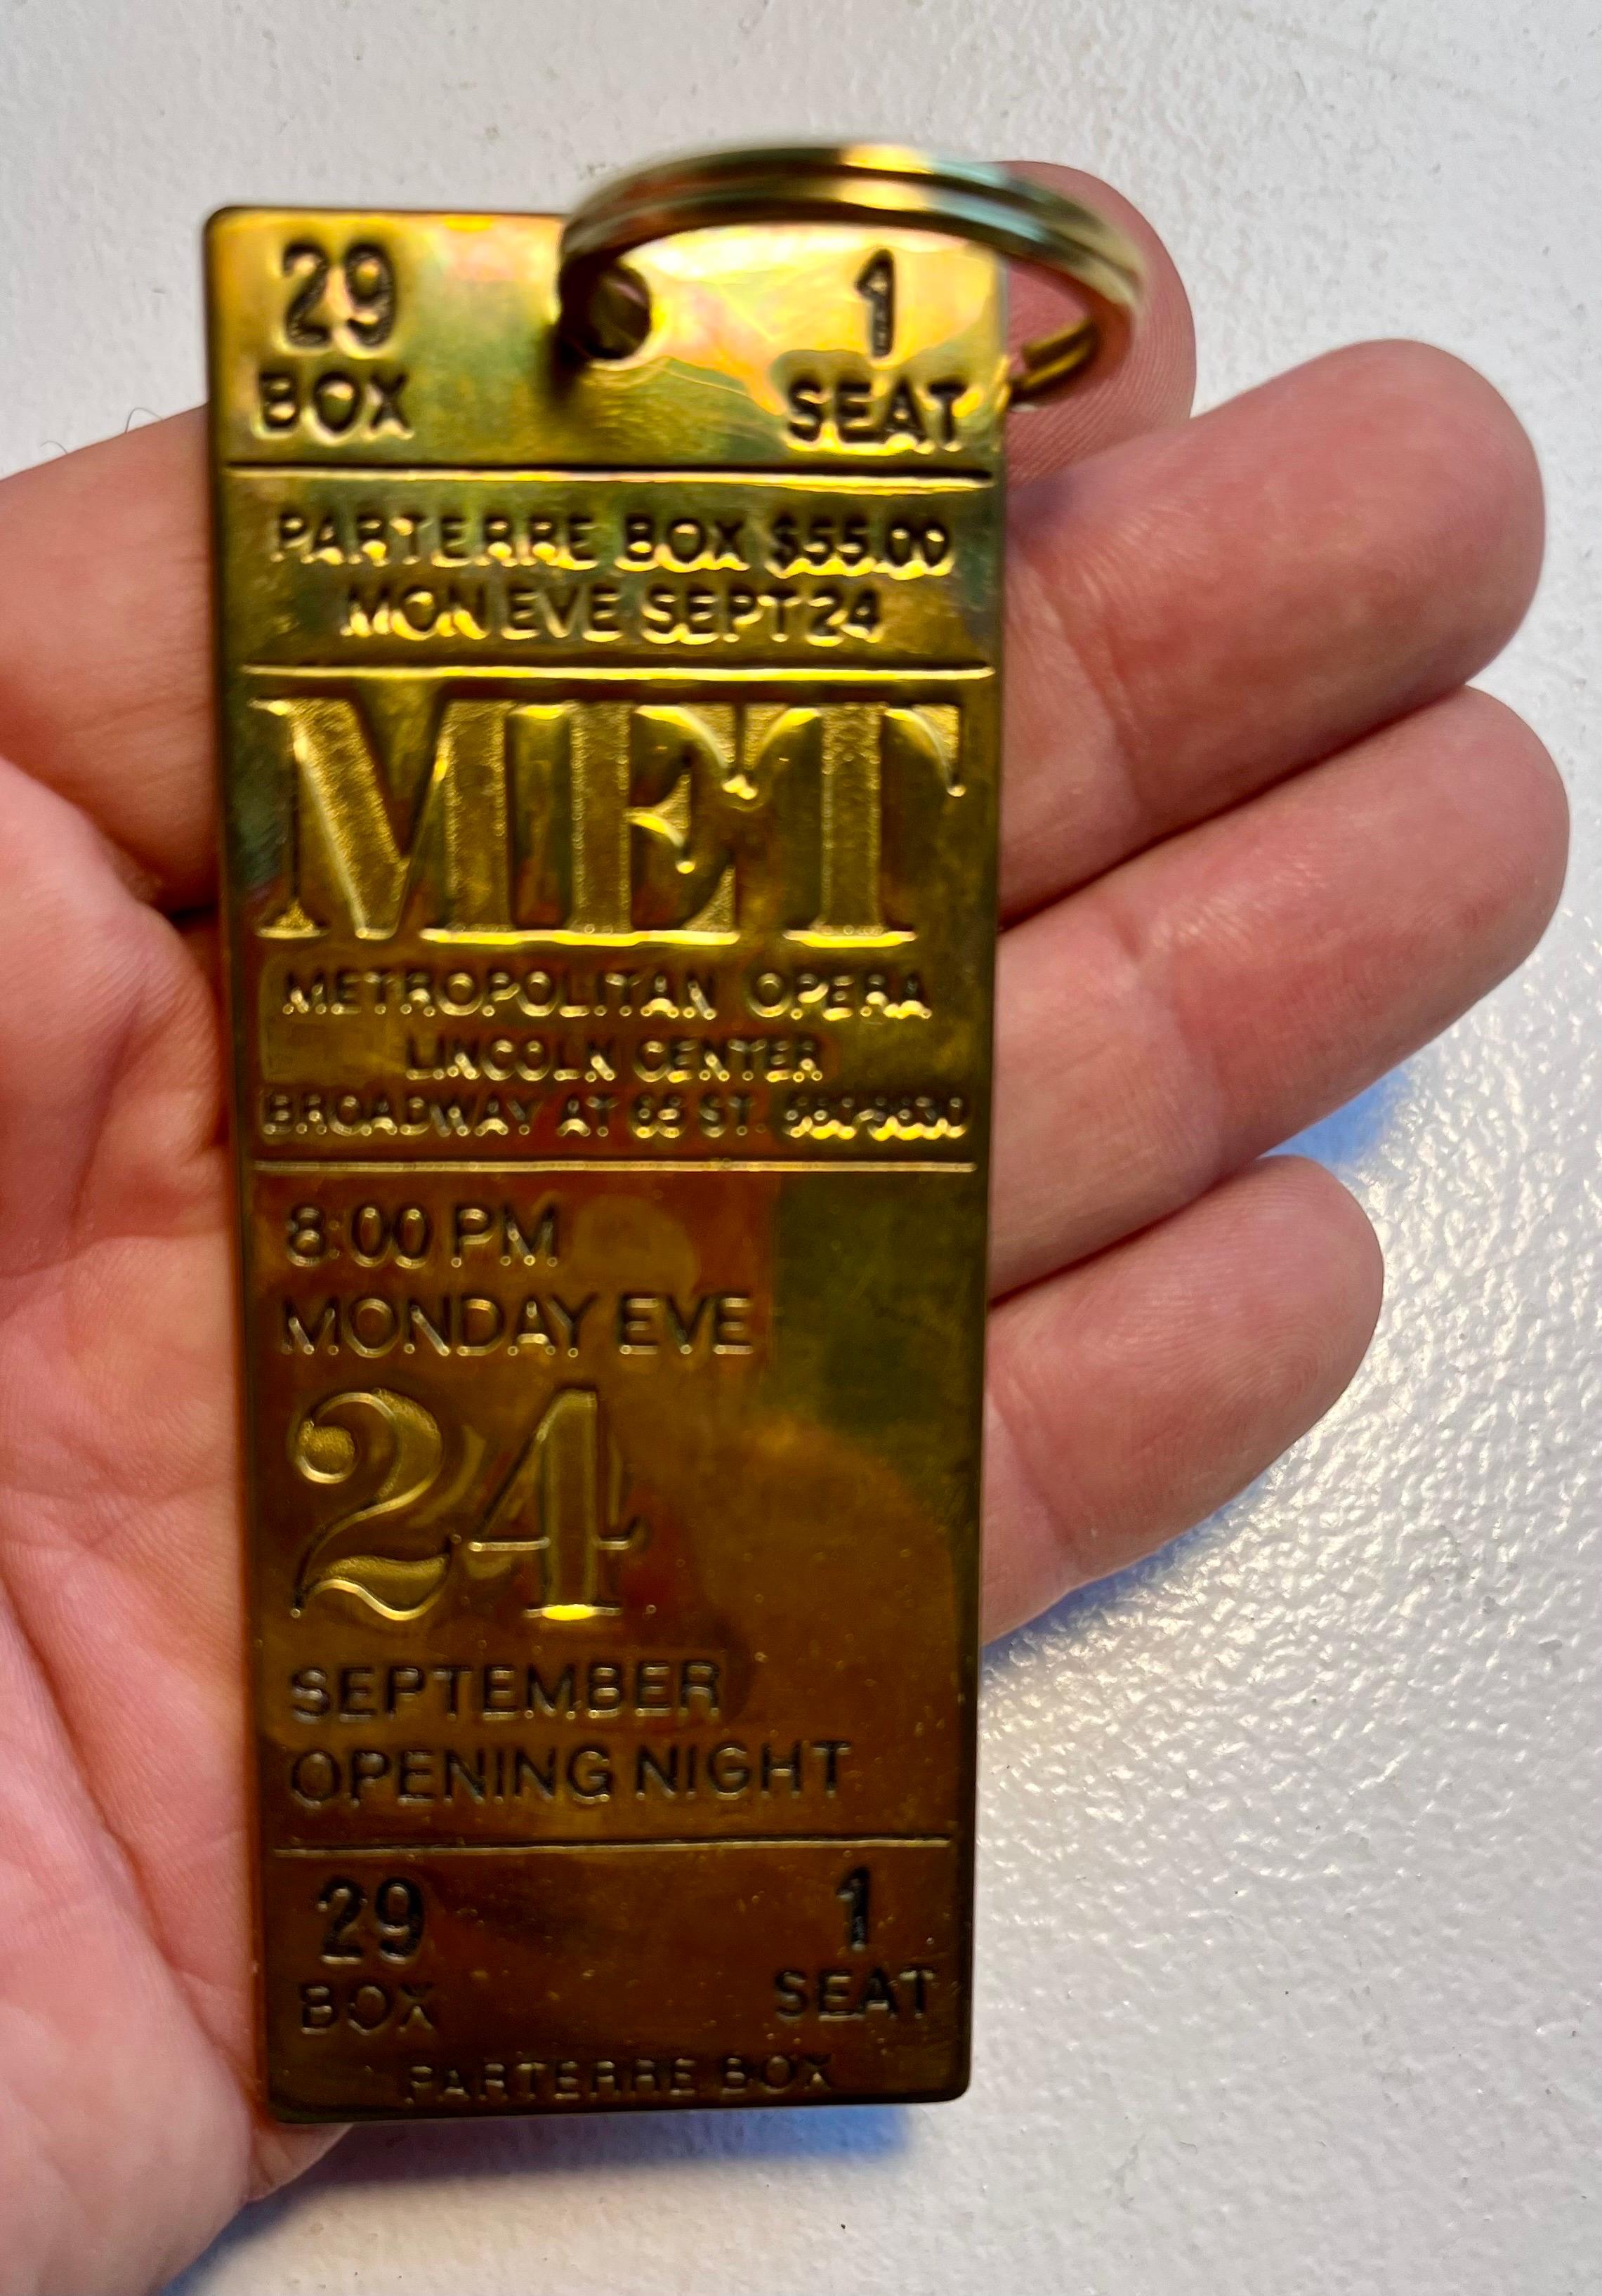 29 1
BOX SEAT
PARTERRE BOX $55.00
MON EVE SEPT 24
MET
METROPOLITAN OPERA
LINCOLN CENTER
BROADWAY AT 65 ST.
8:00 PM
MONDAY EVE
24
SEPTEMBER
OPENING NIGHT
29 1
BOX SEAT
PARTERRE BOX